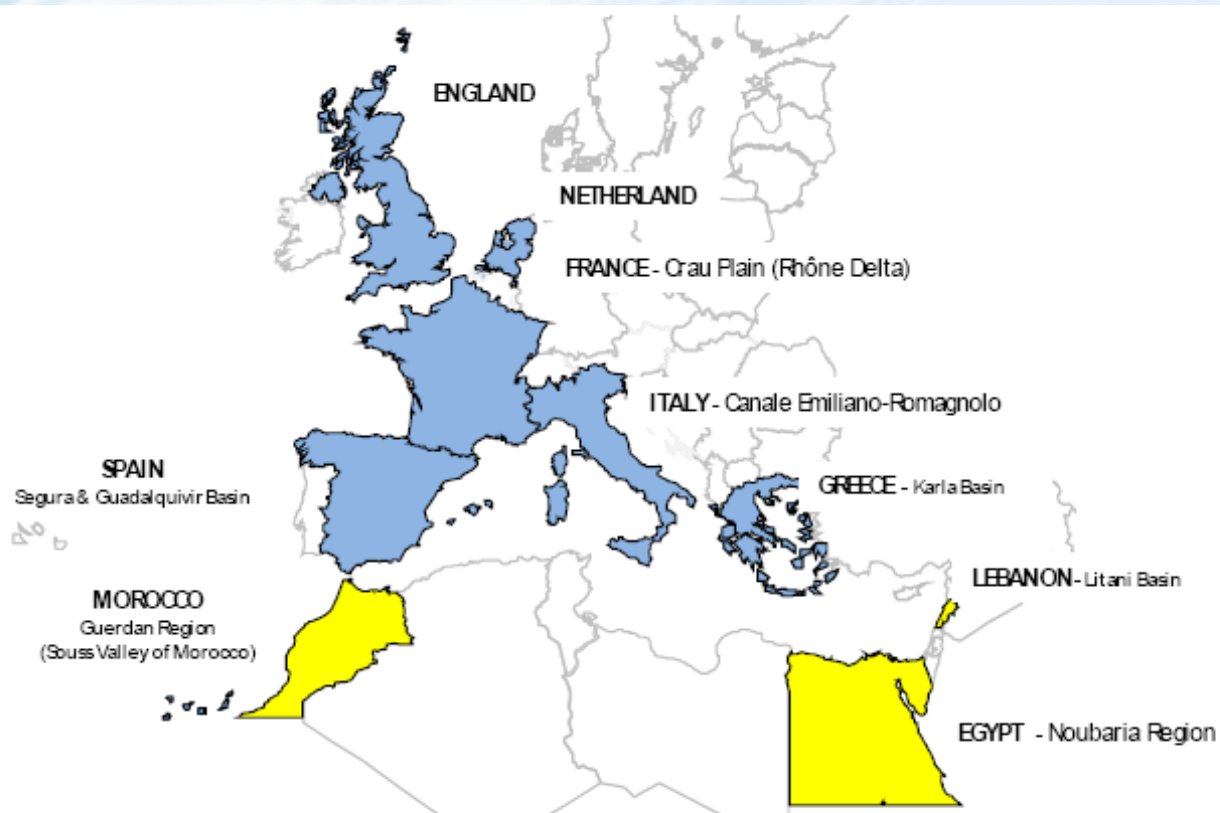 ENGLAND
NETHERLAND
FRANCE - Crau Plain (Rhône Delta)
ITALY - Canale Emiliano-Romagnolo
SPAIN
Segura & Guadalquivir Basin
GREECE - Karla Basin
LEBANON - Litani Basin
MOROCCO
Guerdan Region
(Souss Valley of Morocco)
EGYPT - Noubaria Region